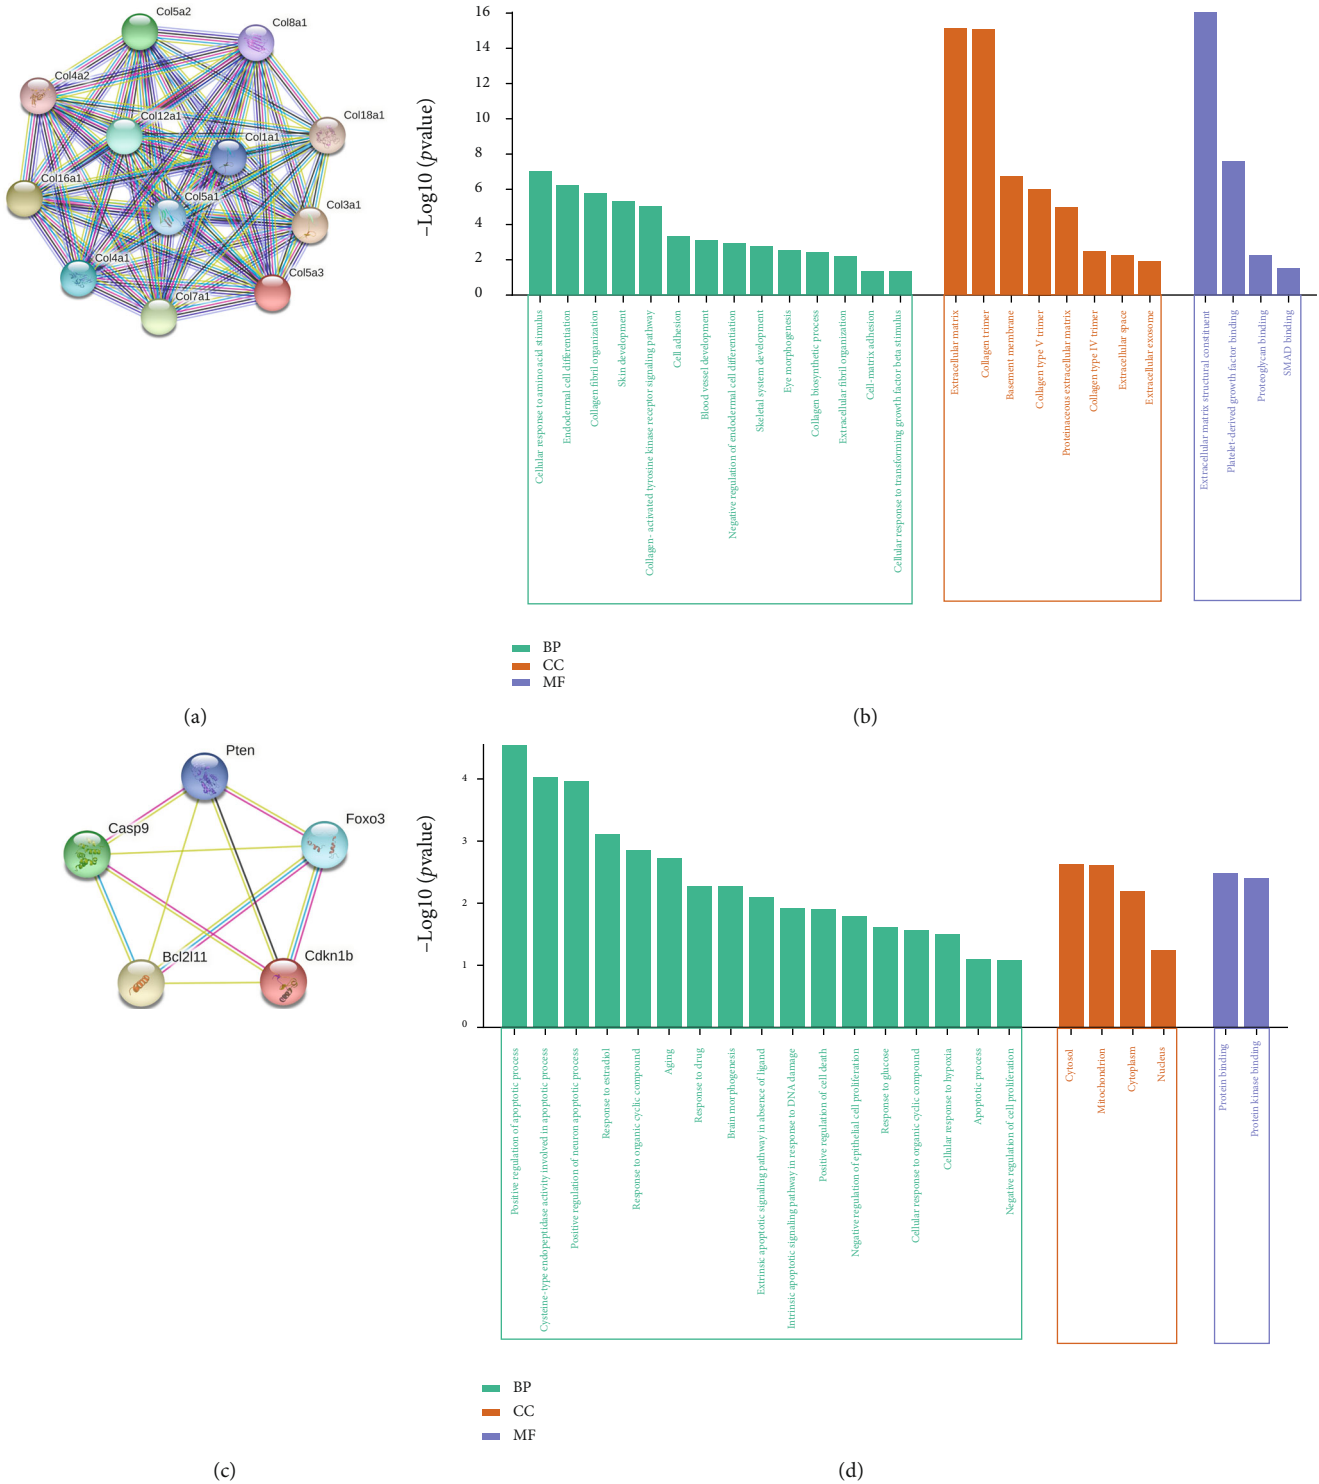 Col5a2
Col8a1
Col4a2
Col12a1
Col18a1
Col1a1
Col16a1
Col5a1
Col3a1
Col4a1
Col5a3
Col7a1
(a)
–Log10 (pvalue)
16
14
12
10
8
6
4
2
0
Cellular response to amino acid stimulus
Endodermal cell differentiation
Collagen fibril organization
Skin development
Collagen- activated tyrosine kinase receptor signaling pathway
Cell adhesion
Blood vessel development
Negative regulation of endodermal cell differentiation
Skeletal system development
Eye morphogenesis
Collagen biosynthetic process
Extracellular fibril organization
Cell-matrix adhesion
Cellular response to transforming growth factor beta stimulus
Extracellular matrix
Collagen trimer
Basement membrane
Collagen type V trimer
Proteinaceous extracellular matrix
Collagen type IV trimer
Extracellular space
Extracellular exosome
Extracellular matrix structural constituent
Platelet-derived growth factor binding
Proteoglycan binding
SMAD binding
BP
CC
MF
(b)
Pten
Foxo3
Casp9
Bcl2l11
Cdkn1b
(c)
–Log10 (pvalue)
4
3
2
1
0
Positive regulation of apoptotic process
Cysteine-type endopeptidase activity involved in apoptotic process
Positive regulation of neuron apoptotic process
Response to estradiol
Response to organic cyclic compound
Aging
Response to drug
Brain morphogenesis
Extrinsic apoptotic signaling pathway in absence of ligand
Intrinsic apoptotic signaling pathway in response to DNA damage
Positive regulation of cell death
Negative regulation of epithelial cell proliferation
Response to glucose
Cellular response to organic cyclic compound
Cellular response to hypoxia
Apoptotic process
Negative regulation of cell proliferation
Cytosol
Mitochondrion
Cytoplasm
Nucleus
Protein binding
Protein kinase binding
BP
CC
MF
(d)